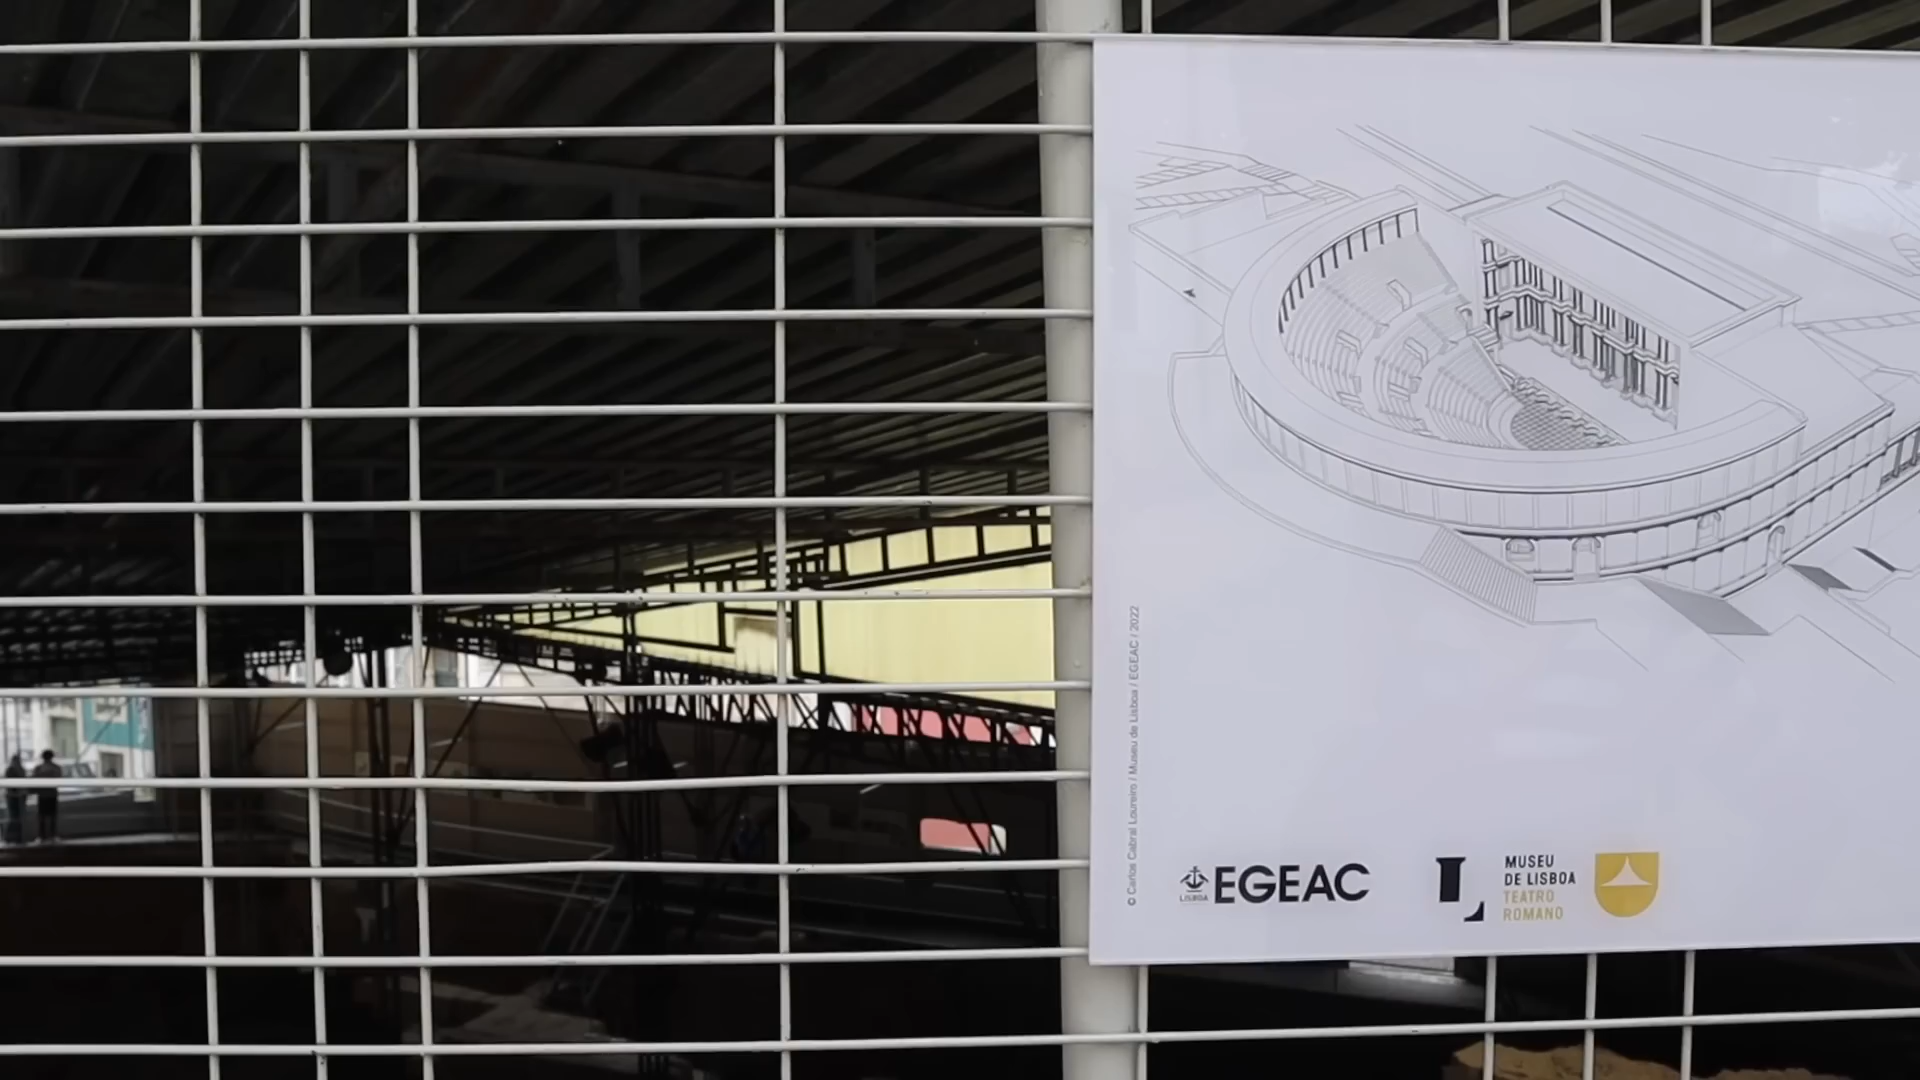 © Carlos Cabral Loureiro / Museu de Lisboa / EGEAC / 2022
LISBOA
EGEAC
MUSEU
DE LISBOA
TEATRO
ROMANO